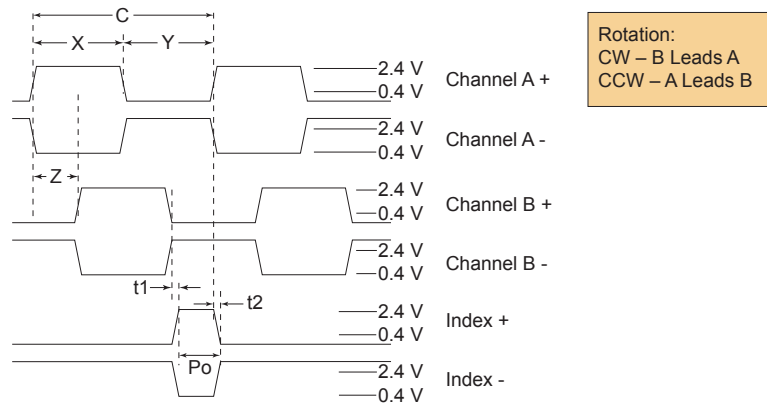 C
X Y
2.4 V
0.4 V
Channel A +
2.4 V
0.4 V
Channel A -
Z
2.4 V
0.4 V
Channel B +
2.4 V
0.4 V
Channel B -
t1
t2
2.4 V
0.4 V
Index +
Po
2.4 V
0.4 V
Index -
Rotation:
CW – B Leads A
CCW – A Leads B